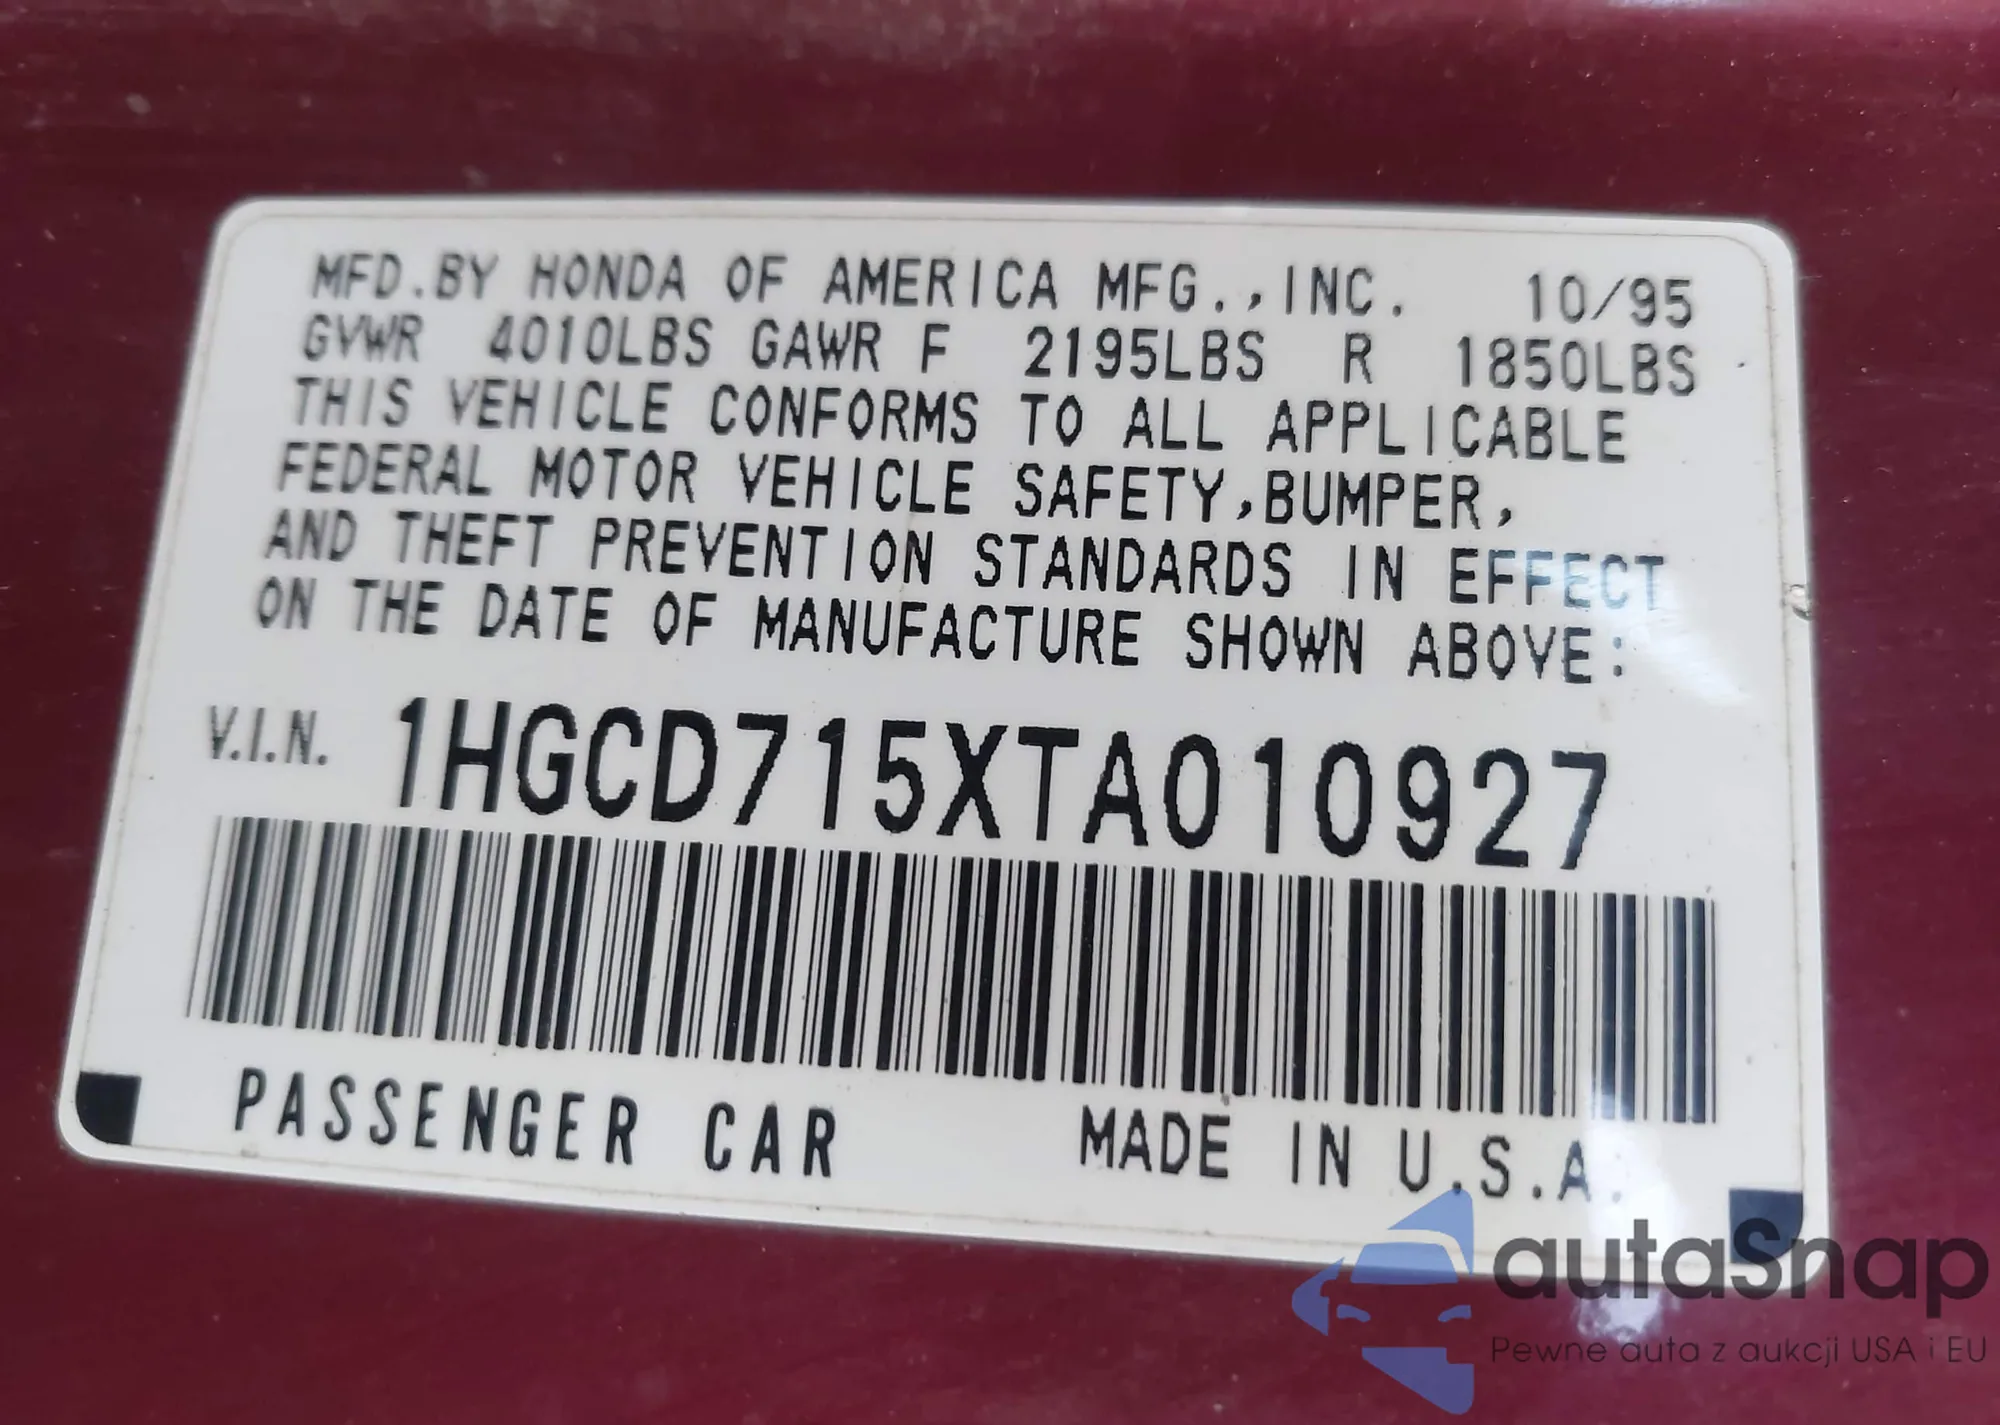 MFD.BY HONDA OF AMERICA MFG.,INC. 10/95
GVWR 4010LBS GAWR F 2195LBS R 1850LBS
THIS VEHICLE CONFORMS TO ALL APPLICABLE
FEDERAL MOTOR VEHICLE SAFETY,BUMPER,
AND THEFT PREVENTION STANDARDS IN EFFECT
ON THE DATE OF MANUFACTURE SHOWN ABOVE:
V.I.N. 1HGCD715XTA010927
PASSENGER CAR MADE IN U.S.A.
autaSnap
Pewne auta z aukcji USA i EU